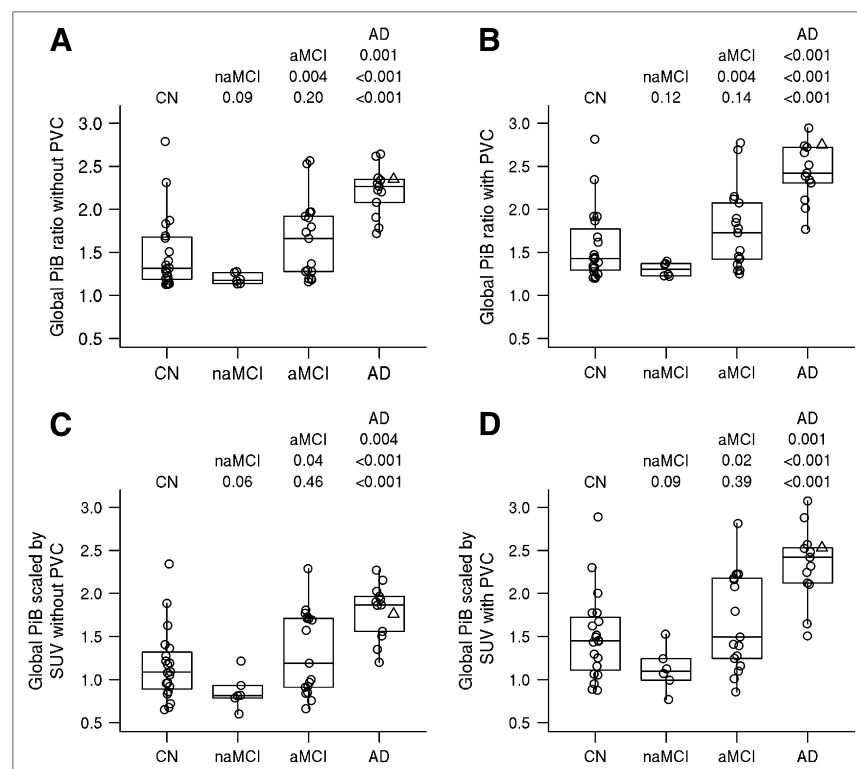 A
AD
aMCI 0.001
naMCI 0.004 <0.001
CN 0.09 0.20 <0.001
Global PiB ratio without PVC
3.0
2.5
2.0
1.5
1.0
0.5
CN naMCI aMCI AD
B
AD
aMCI <0.001
naMCI 0.004 <0.001
CN 0.12 0.14 <0.001
Global PiB ratio with PVC
3.0
2.5
2.0
1.5
1.0
0.5
CN naMCI aMCI AD
C
AD
aMCI 0.004
naMCI 0.04 <0.001
CN 0.06 0.46 <0.001
Global PiB scaled by
SUV without PVC
3.0
2.5
2.0
1.5
1.0
0.5
CN naMCI aMCI AD
D
AD
aMCI 0.001
naMCI 0.02 <0.001
CN 0.09 0.39 <0.001
Global PiB scaled by
SUV with PVC
3.0
2.5
2.0
1.5
1.0
0.5
CN naMCI aMCI AD